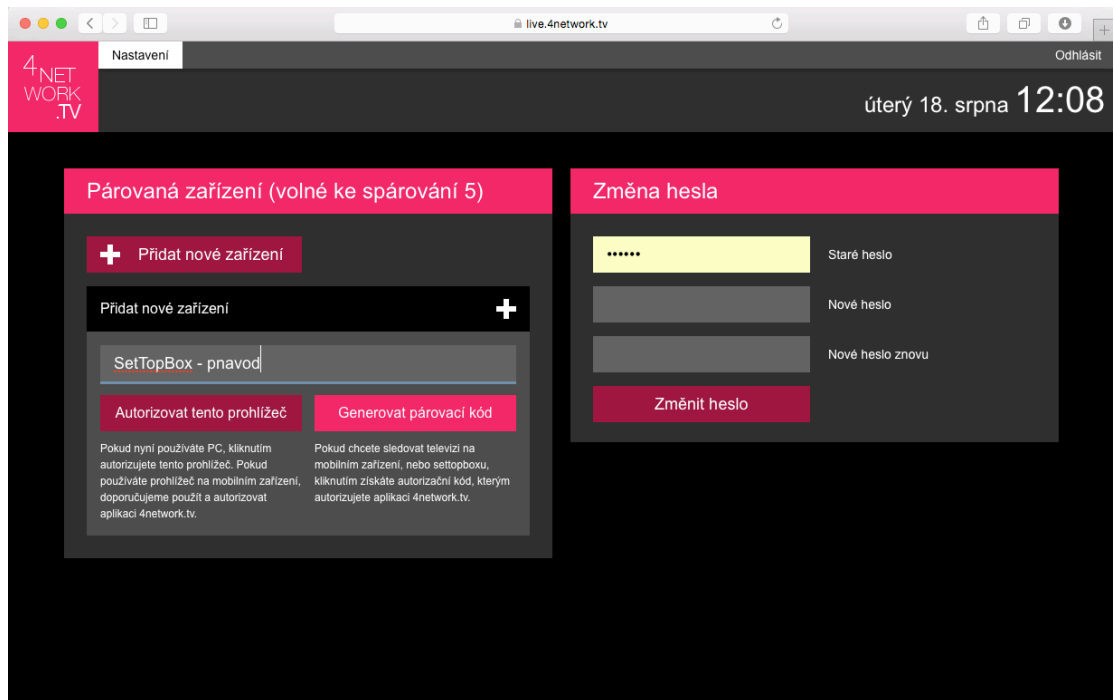 live.4network.tv
4NET
WORK
.TV
Nastavení
Odhlásit
úterý 18. srpna 12:08
Párovaná zařízení (volné ke spárování 5)
Přidat nové zařízení
Přidat nové zařízení
SetTopBox - pnavod
Autorizovat tento prohlížeč
Generovat párovací kód
Pokud nyní používáte PC, kliknutím
autorizujete tento prohlížeč. Pokud
používáte prohlížeč na mobilním zařízení,
doporučujeme použít a autorizovat
aplikaci 4network.tv.
Pokud chcete sledovat televizi na
mobilním zařízení, nebo settopboxu,
kliknutím získáte autorizační kód, kterým
autorizujete aplikaci 4network.tv.
Změna hesla
••••••
Staré heslo
Nové heslo
Nové heslo znovu
Změnit heslo